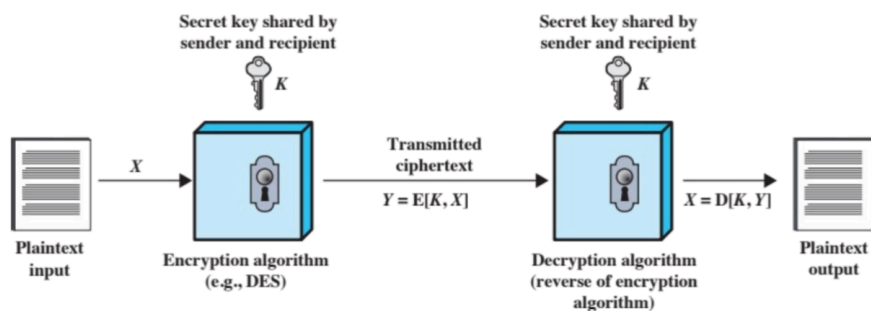 Secret key shared by
sender and recipient
K
Secret key shared by
sender and recipient
K
X
Transmitted
ciphertext
Y = E[K, X]
X = D[K, Y]
Plaintext
input
Encryption algorithm
(e.g., DES)
Decryption algorithm
(reverse of encryption
algorithm)
Plaintext
output